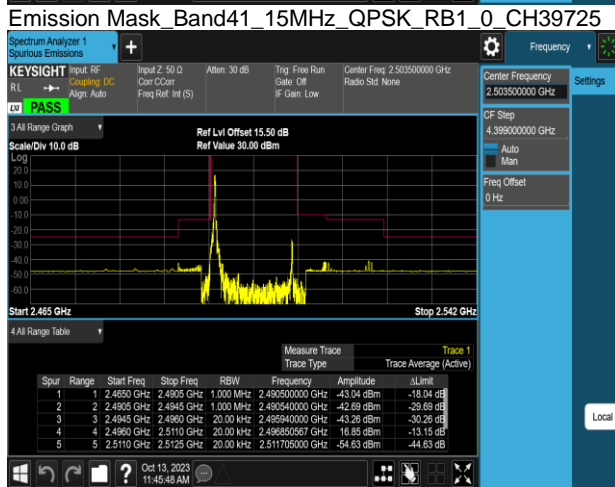 Emission Mask_Band41_15MHz_QPSK_RB1_0_CH39725
Spectrum Analyzer 1
Spurious Emissions
Frequency
KEYSIGHT Input: RF Input Z: 50 Ω Atten: 30 dB Trig: Free Run Center Freq: 2.503500000 GHz
RL Coupling: DC Corr CCorr Gate: Off Radio Std: None
Align: Auto Freq Ref: Int (S) IF Gain: Low
LXI PASS
Center Frequency
2.503500000 GHz
Settings
CF Step
4.399000000 GHz
Auto
Man
Freq Offset
0 Hz
3 All Range Graph
Ref Lvl Offset 15.50 dB
Scale/Div 10.0 dB Ref Value 30.00 dBm
Log
20.0
10.0
0.00
-10.0
-20.0
-30.0
-40.0
-50.0
-60.0
Start 2.465 GHz Stop 2.542 GHz
4 All Range Table
Measure Trace Trace 1
Trace Type Trace Average (Active)
Spur Range Start Freq Stop Freq RBW Frequency Amplitude ΔLimit
1 1 2.4650 GHz 2.4905 GHz 1.000 MHz 2.490500000 GHz -43.04 dBm -18.04 dB
2 2 2.4905 GHz 2.4945 GHz 1.000 MHz 2.490540000 GHz -42.69 dBm -29.69 dB
3 3 2.4945 GHz 2.4960 GHz 20.00 kHz 2.495940000 GHz -43.26 dBm -30.26 dB
4 4 2.4960 GHz 2.5110 GHz 20.00 kHz 2.496850567 GHz 16.85 dBm -13.15 dB
5 5 2.5110 GHz 2.5125 GHz 20.00 kHz 2.511705000 GHz -54.63 dBm -44.63 dB
Local
? Oct 13, 2023
11:45:48 AM